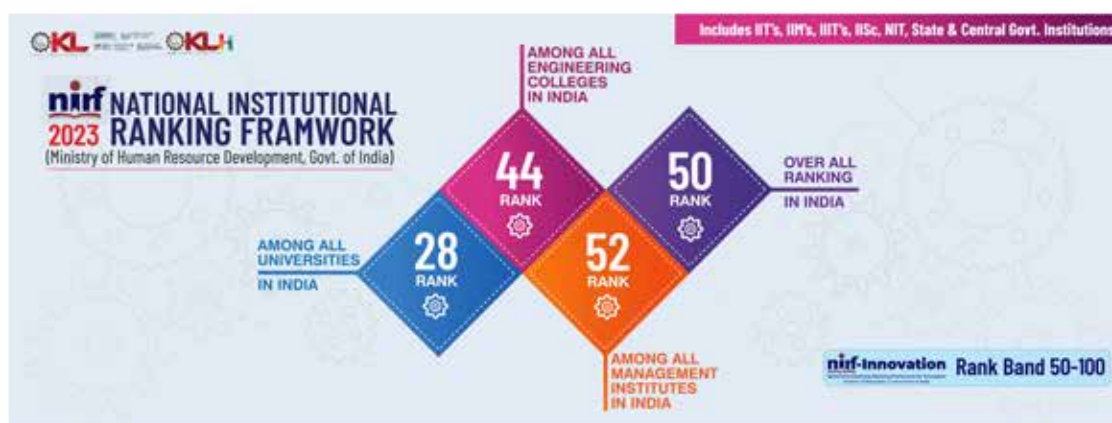 KL
KLH
Includes IIT's, IIM's, IIIT's, IISc, NIT, State & Central Govt. Institutions
nirf NATIONAL INSTITUTIONAL
2023 RANKING FRAMWORK
(Ministry of Human Resource Development, Govt. of India)
AMONG ALL
ENGINEERING
COLLEGES
IN INDIA
44
RANK
50
RANK
OVER ALL
RANKING
IN INDIA
AMONG ALL
UNIVERSITIES
IN INDIA
28
RANK
52
RANK
AMONG ALL
MANAGEMENT
INSTITUTES
IN INDIA
nirf-Innovation Rank Band 50-100